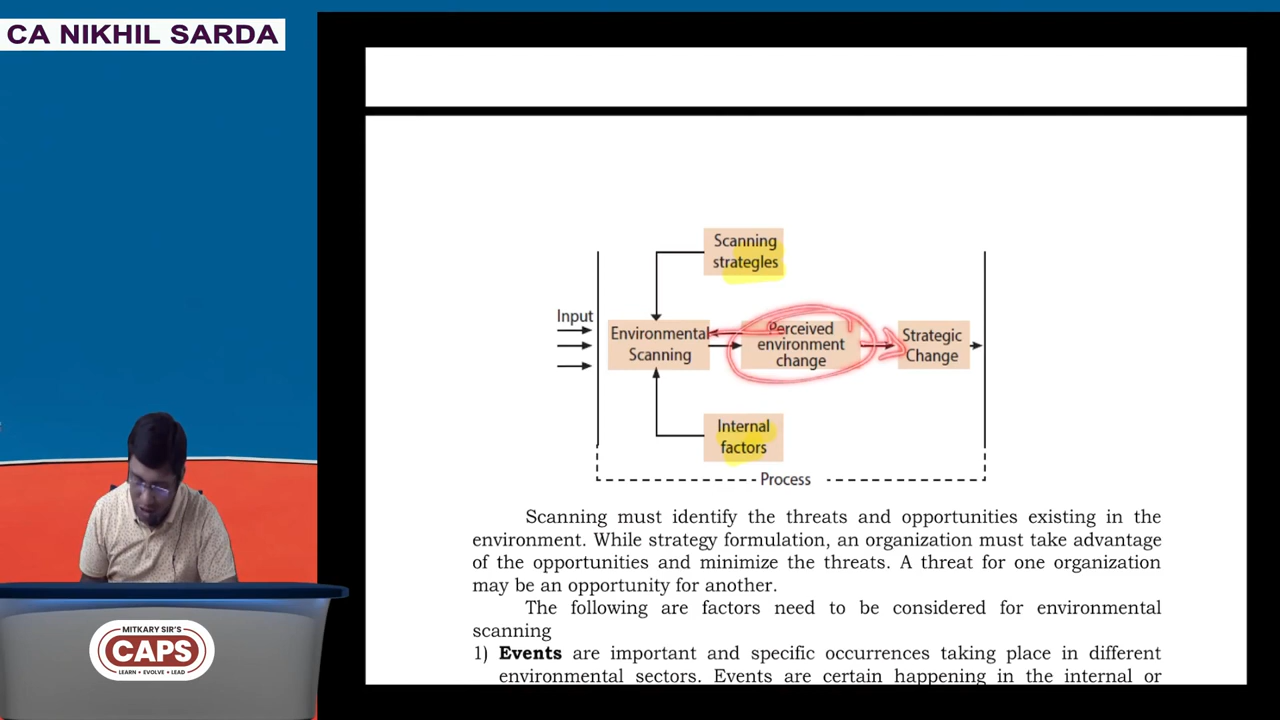 CA NIKHIL SARDA
Scanning
strategles
Input
Environmental
Scanning
Perceived
environment
change
Strategic
Change
Internal
factors
Process
Scanning must identify the threats and opportunities existing in the
environment. While strategy formulation, an organization must take advantage
of the opportunities and minimize the threats. A threat for one organization
may be an opportunity for another.
The following are factors need to be considered for environmental
scanning
1) Events are important and specific occurrences taking place in different
environmental sectors. Events are certain happening in the internal or
MITKARY SIR'S
CAPS
LEARN • EVOLVE • LEAD